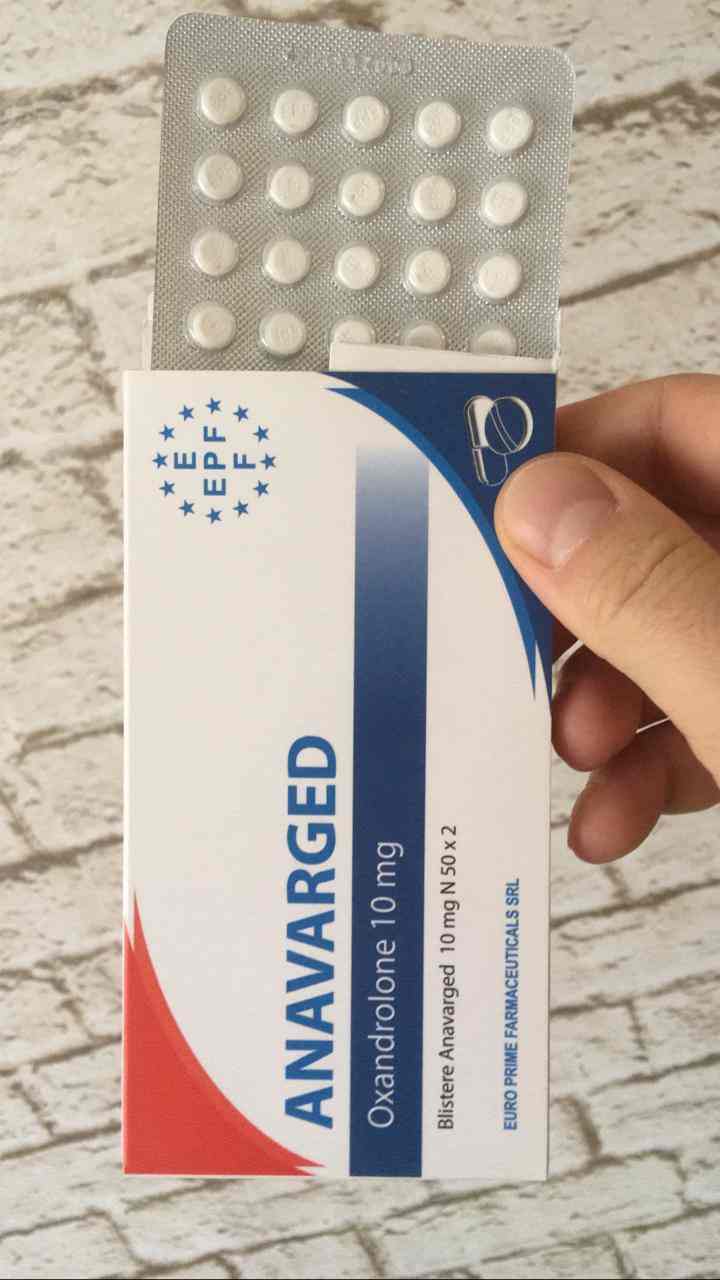 E
EPF
F
ANAVARGED
Oxandrolone 10 mg
Blistere Anavarged 10 mg N 50 x 2
EURO PRIME FARMACEUTICALS SRL